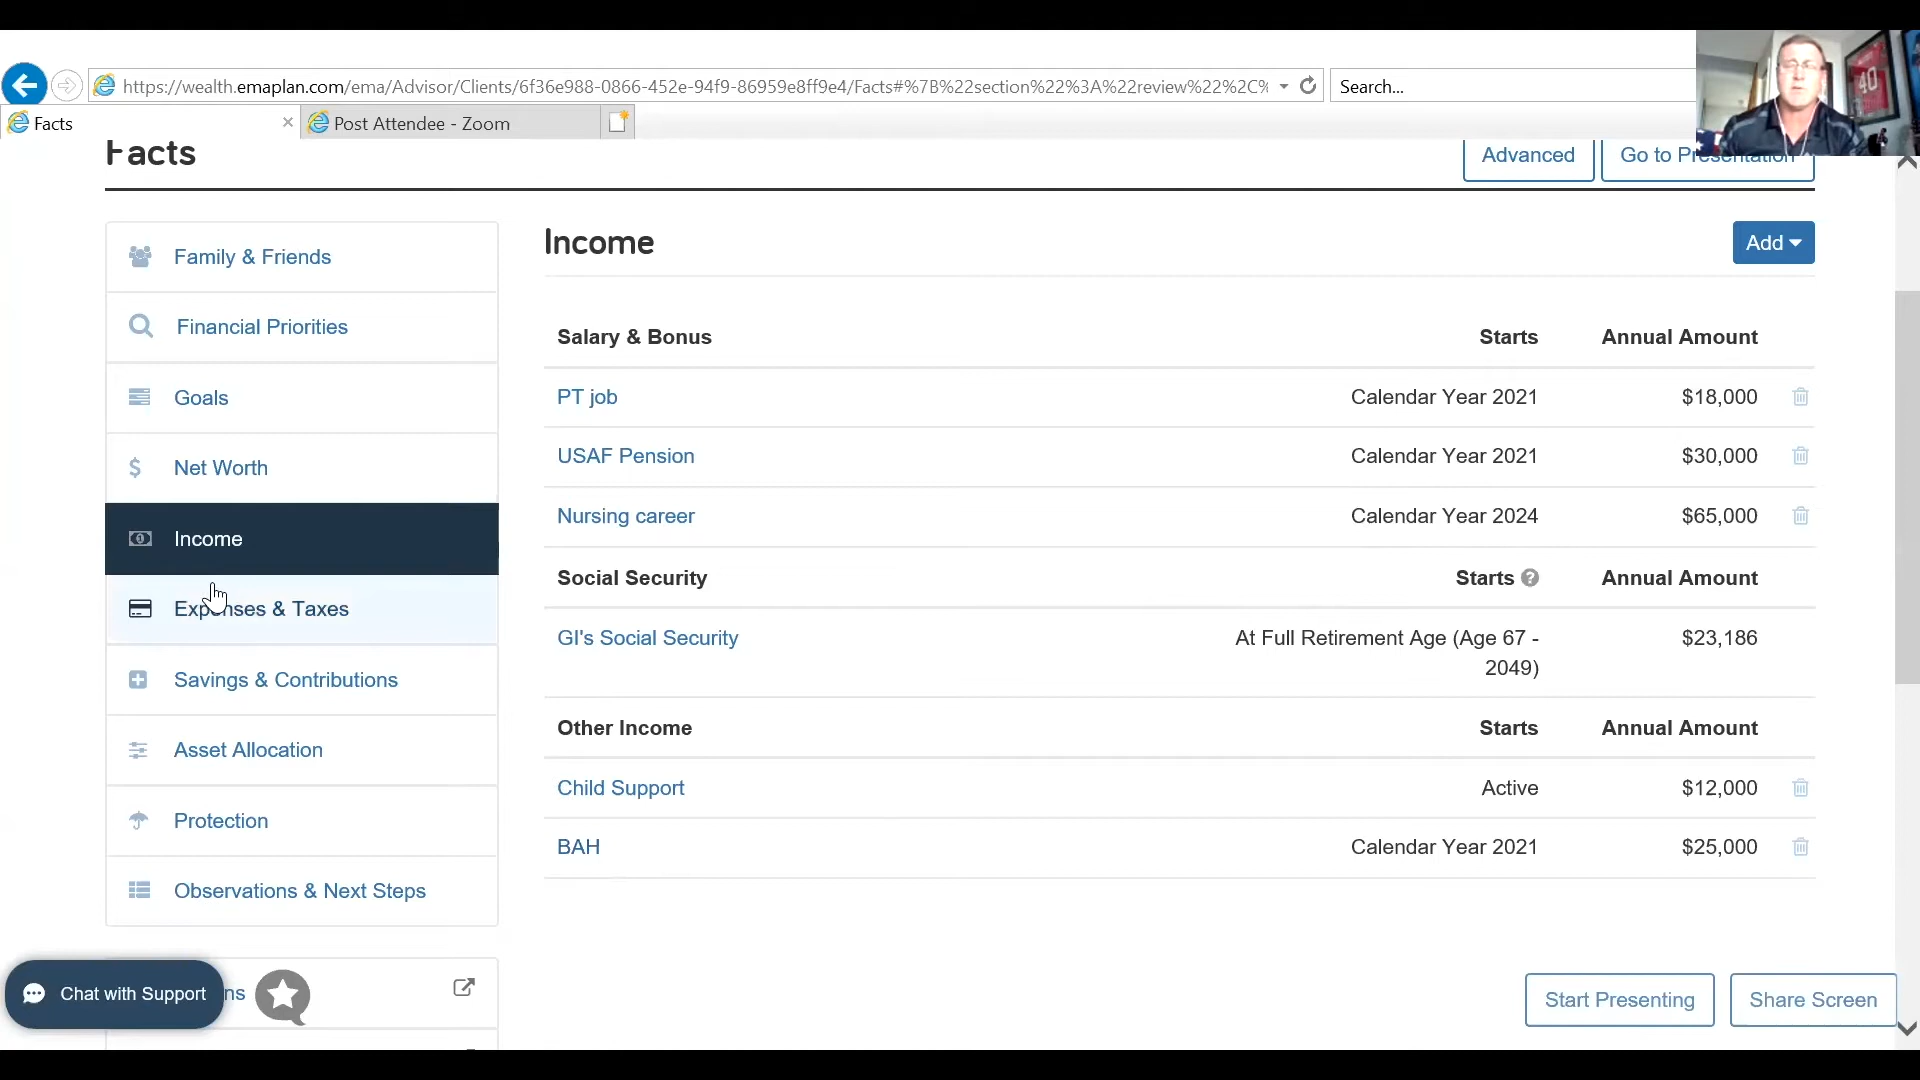 https://wealth.emaplan.com/ema/Advisor/Clients/6f36e988-0866-452e-94f9-86959e8ff9e4/Facts#%7B%22section%22%3A%22review%22%2C%
Search...
Facts
Post Attendee - Zoom
40
Facts
Advanced
Go to Presentation
Family & Friends
Financial Priorities
Goals
Net Worth
Income
Expenses & Taxes
Savings & Contributions
Asset Allocation
Protection
Observations & Next Steps
Income
Add
Salary & Bonus Starts Annual Amount
PT job Calendar Year 2021 $18,000
USAF Pension Calendar Year 2021 $30,000
Nursing career Calendar Year 2024 $65,000
Social Security Starts Annual Amount
GI's Social Security At Full Retirement Age (Age 67 - $23,186
2049)
Other Income Starts Annual Amount
Child Support Active $12,000
BAH Calendar Year 2021 $25,000
Chat with Support
ns
Start Presenting
Share Screen